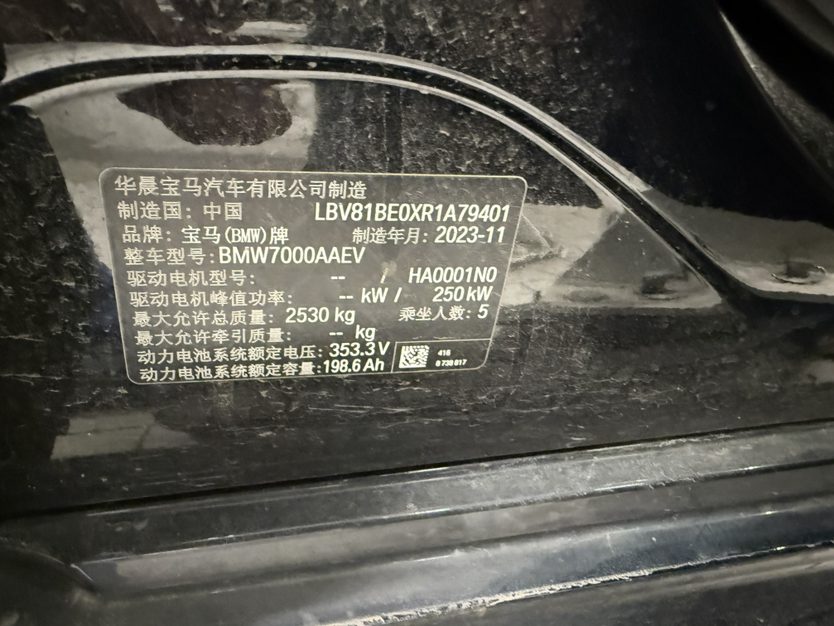 华晨宝马汽车有限公司制造
制造国: 中国 LBV81BE0XR1A79401
品牌: 宝马(BMW)牌 制造年月: 2023-11
整车型号: BMW7000AAEV
驱动电机型号: -- / HA0001N0
驱动电机峰值功率: -- kW / 250 kW
最大允许总质量: 2530 kg 乘坐人数: 5
最大允许牵引质量: -- kg
动力电池系统额定电压: 353.3 V 416
动力电池系统额定容量: 198.6 Ah 8 738 817